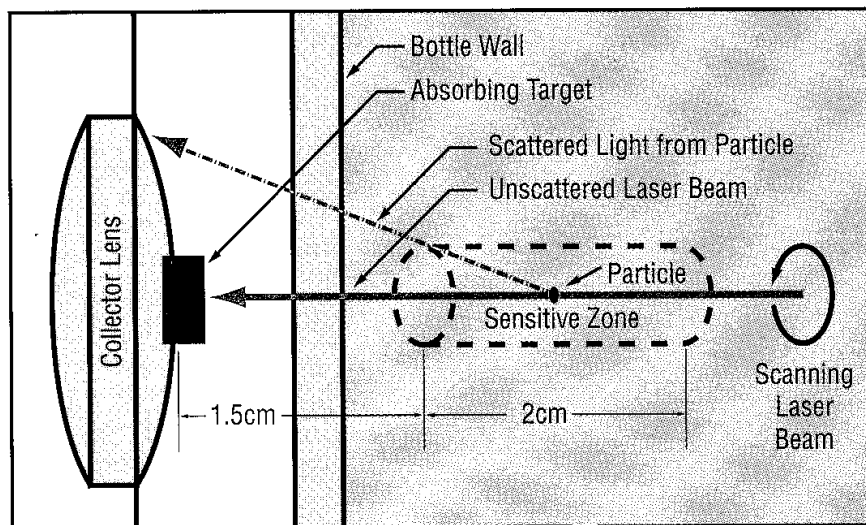 Bottle Wall
Absorbing Target
Scattered Light from Particle
Unscattered Laser Beam
Collector Lens
Particle
Sensitive Zone
1.5cm
2cm
Scanning
Laser
Beam